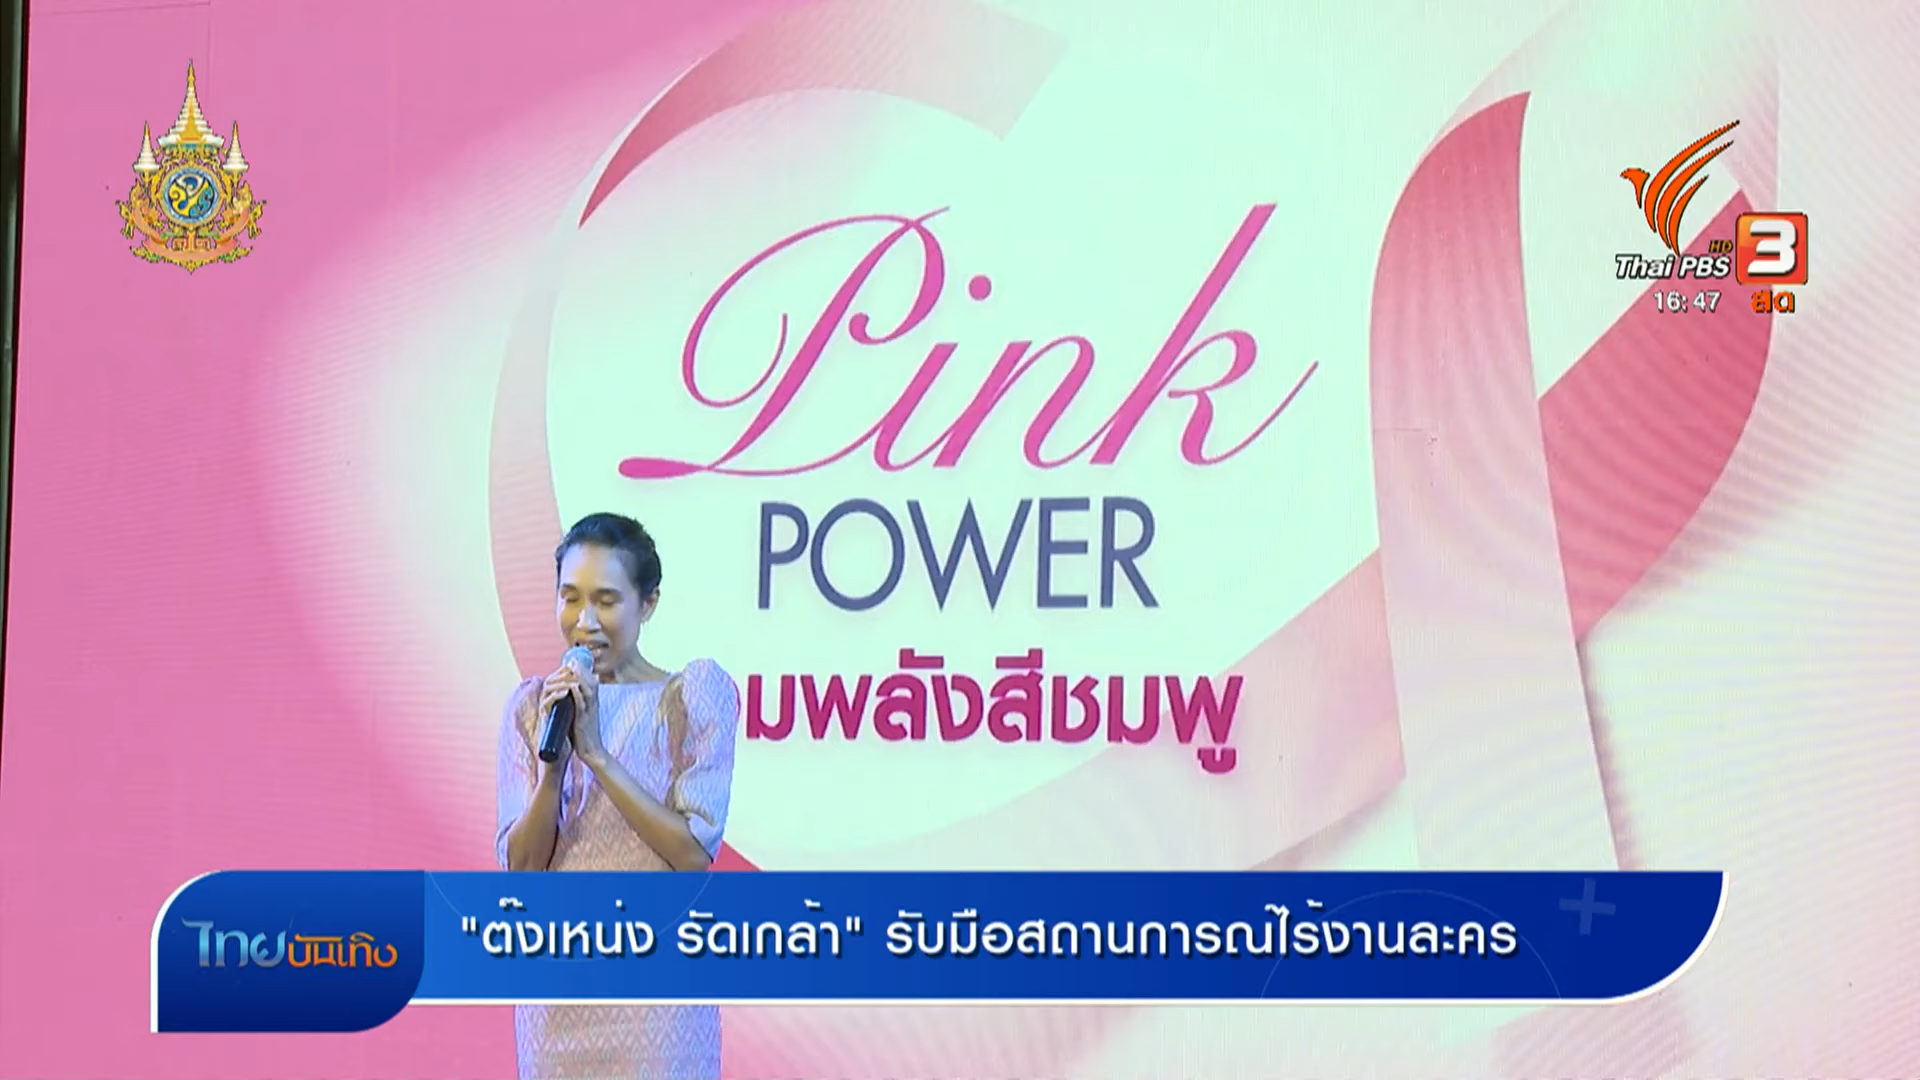 Thai PBS HD 3
16:47 สด
Pink
POWER
มพลังสีชมพู
ไทยบันเทิง
"ต๊งเหน่ง รัดเกล้า" รับมือสถานการณ์ไร้งานละคร